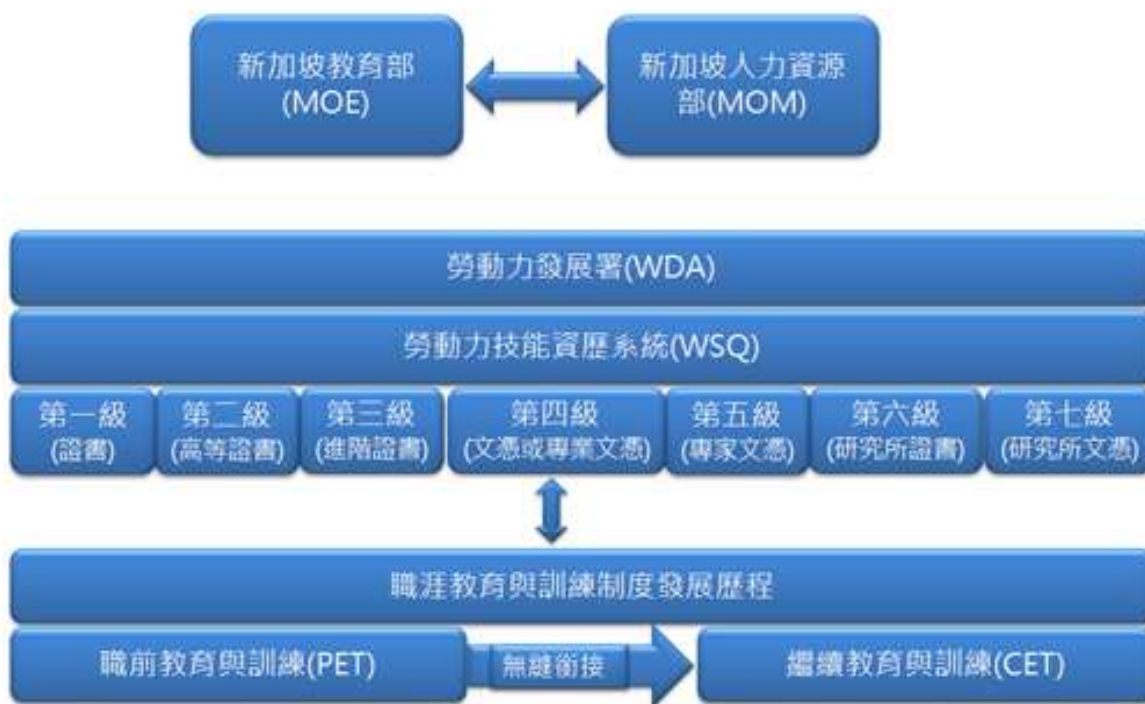 新加坡教育部
(MOE)
新加坡人力資源
部(MOM)
勞動力發展署(WDA)
勞動力技能資歷系統(WSQ)
第一級
(證書)
第二級
(高等證書)
第三級
(進階證書)
第四級
(文憑或專業文憑)
第五級
(專家文憑)
第六級
(研究所證書)
第七級
(研究所文憑)
職涯教育與訓練制度發展歷程
職前教育與訓練(PET)
無縫銜接
繼續教育與訓練(CET)